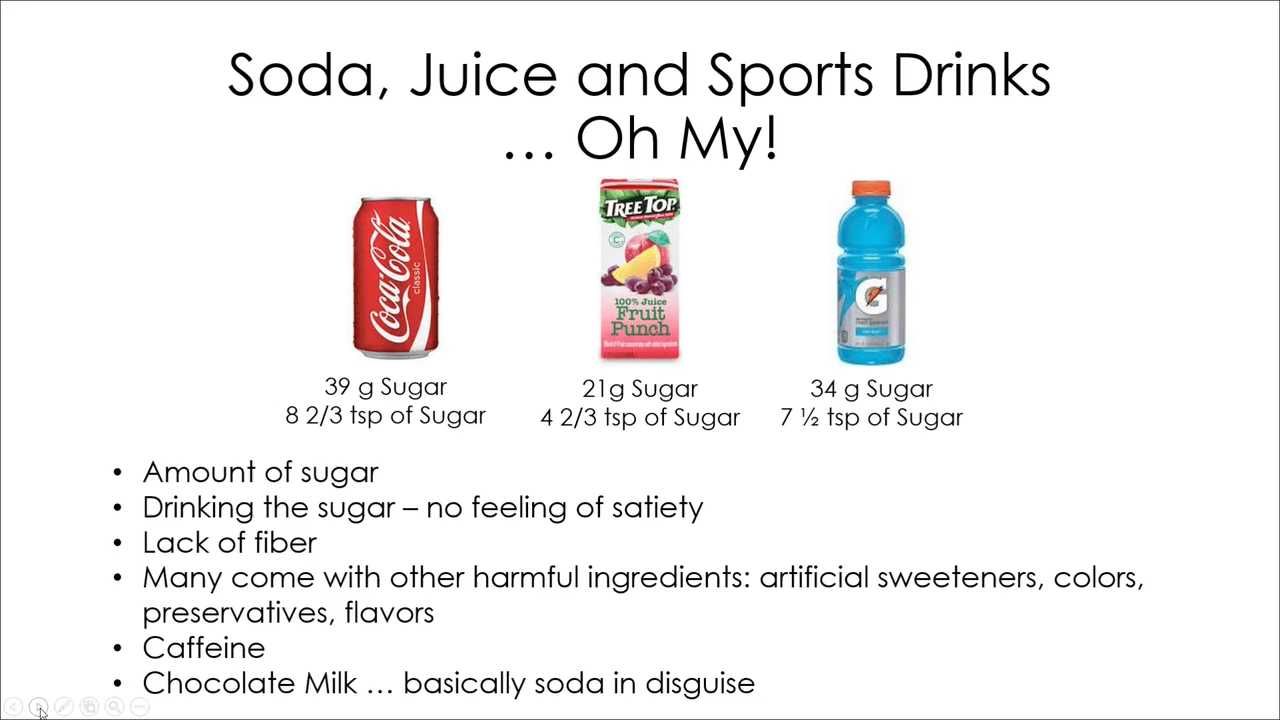 Soda, Juice and Sports Drinks
… Oh My!
Coca-Cola
classic
TREE TOP
100% Juice
Fruit
Punch
G
39 g Sugar
8 2/3 tsp of Sugar
21g Sugar
4 2/3 tsp of Sugar
34 g Sugar
7 ½ tsp of Sugar
• Amount of sugar
• Drinking the sugar – no feeling of satiety
• Lack of fiber
• Many come with other harmful ingredients: artificial sweeteners, colors,
preservatives, flavors
• Caffeine
• Chocolate Milk … basically soda in disguise